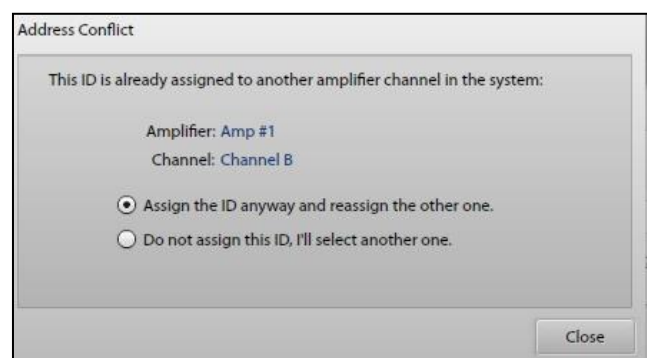 Address Conflict
This ID is already assigned to another amplifier channel in the system:
Amplifier: Amp #1
Channel: Channel B
Assign the ID anyway and reassign the other one.
Do not assign this ID, I'll select another one.
Close